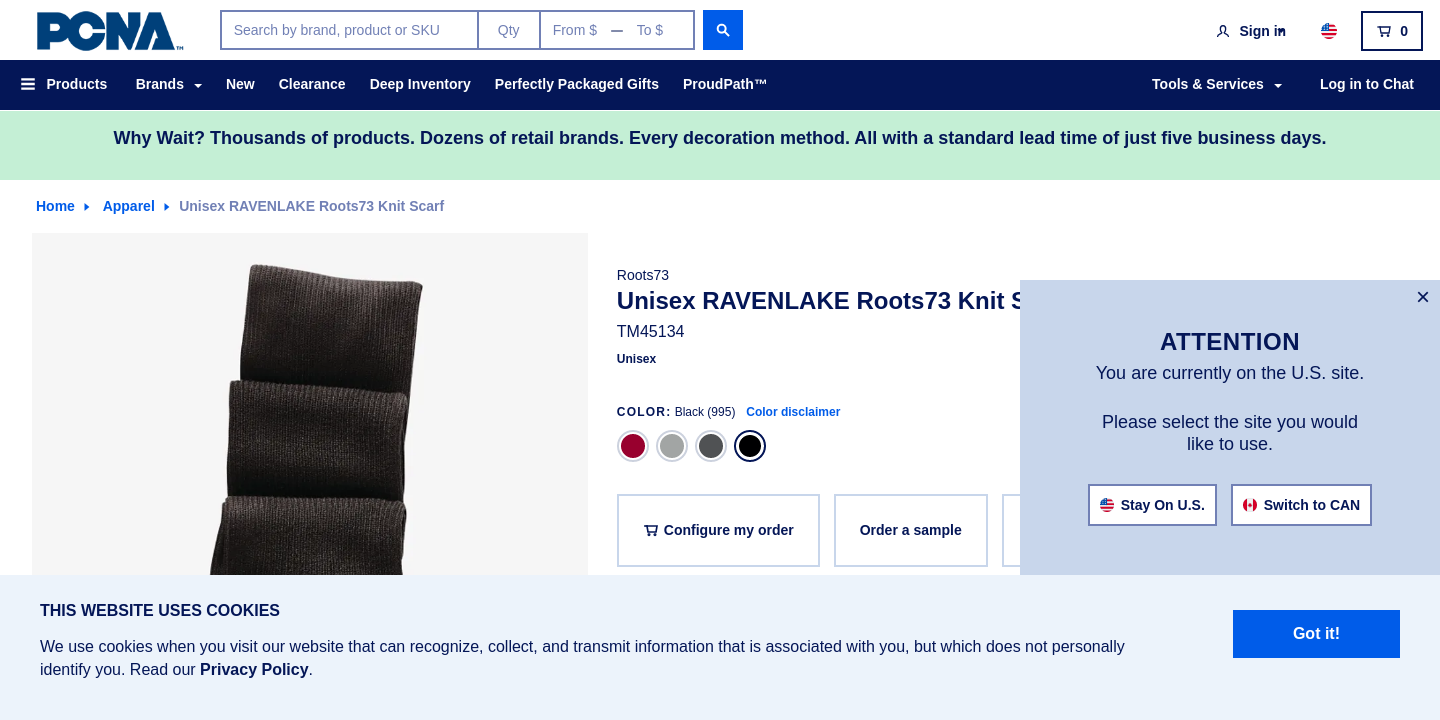 PCNA™
Search by brand, product or SKU
Qty
From $ — To $
Sign in
0
Products
Brands
New
Clearance
Deep Inventory
Perfectly Packaged Gifts
ProudPath™
Tools & Services
Log in to Chat
Why Wait? Thousands of products. Dozens of retail brands. Every decoration method. All with a standard lead time of just five business days.
Home
Apparel
Unisex RAVENLAKE Roots73 Knit Scarf
Roots73
Unisex RAVENLAKE Roots73 Knit S
TM45134
Unisex
COLOR: Black (995) Color disclaimer
Configure my order
Order a sample
×
ATTENTION
You are currently on the U.S. site.
Please select the site you would
like to use.
Stay On U.S.
Switch to CAN
THIS WEBSITE USES COOKIES
We use cookies when you visit our website that can recognize, collect, and transmit information that is associated with you, but which does not personally
identify you. Read our Privacy Policy.
Got it!